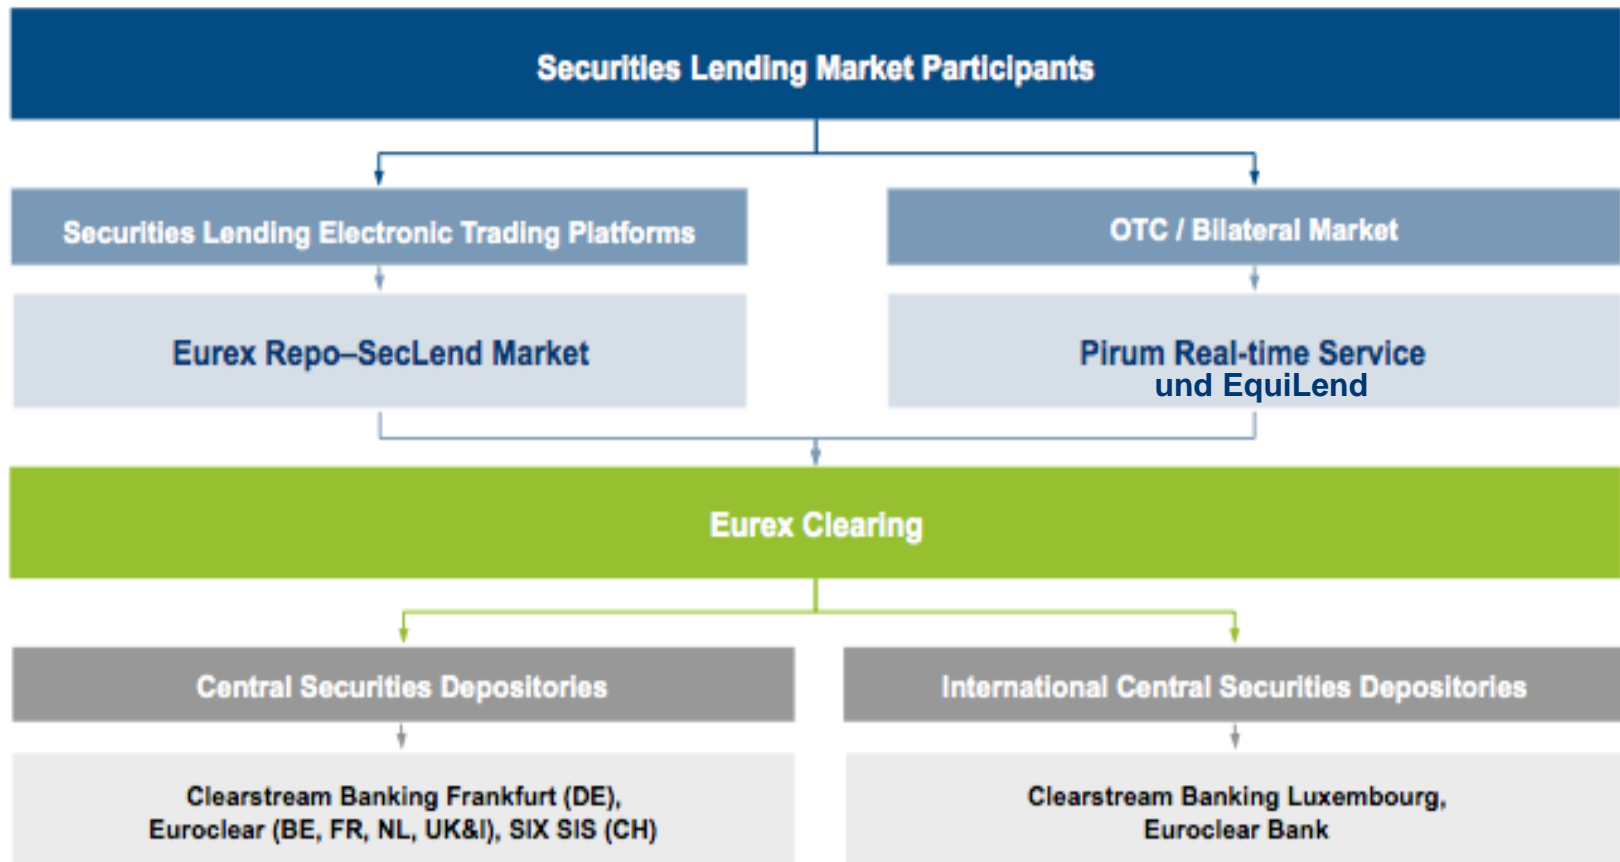 Securities Lending Market Participants
Securities Lending Electronic Trading Platforms
OTC / Bilateral Market
Eurex Repo–SecLend Market
Pirum Real-time Service
und EquiLend
Eurex Clearing
Central Securities Depositories
International Central Securities Depositories
Clearstream Banking Frankfurt (DE),
Euroclear (BE, FR, NL, UK&I), SIX SIS (CH)
Clearstream Banking Luxembourg,
Euroclear Bank